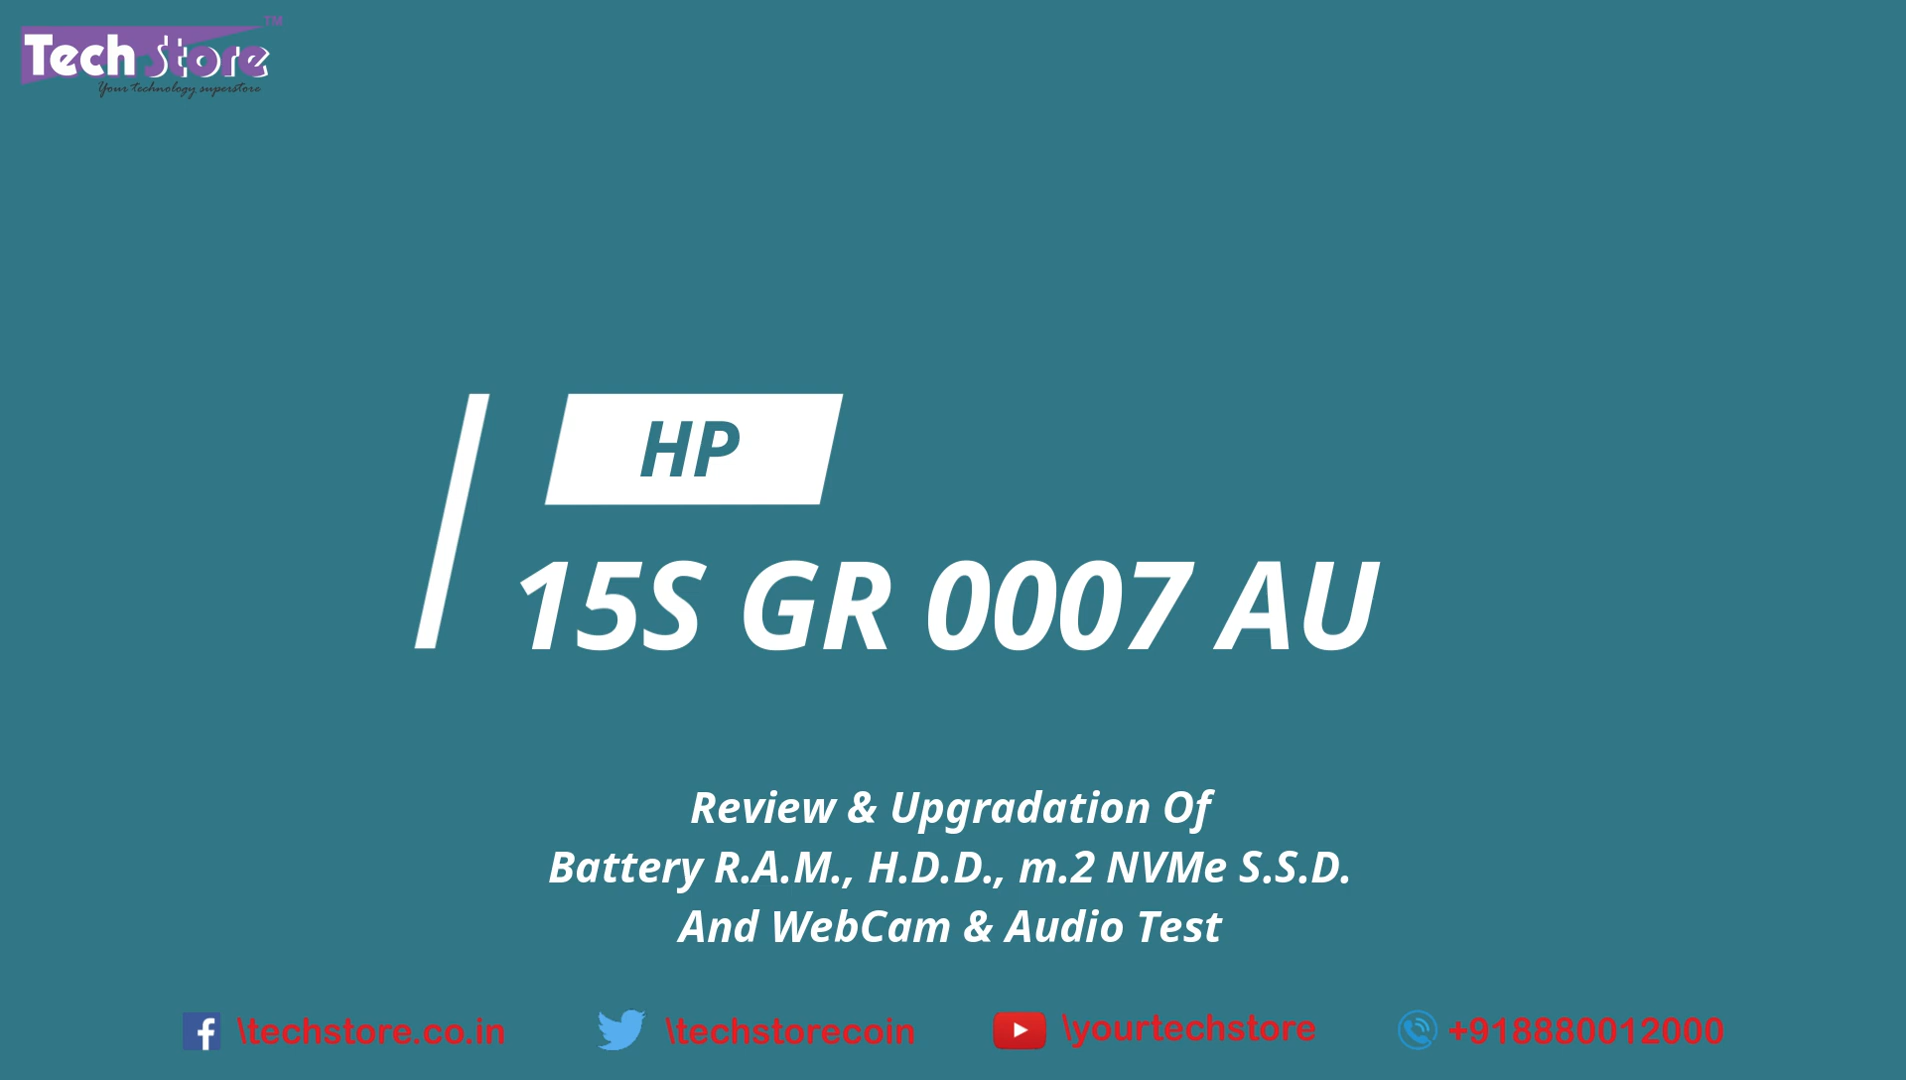 Tech Store TM
Your technology superstore
HP
15S GR 0007 AU
Review & Upgradation Of
Battery R.A.M., H.D.D., m.2 NVMe S.S.D.
And WebCam & Audio Test
\techstore.co.in \techstorecoin \yourtechstore +918880012000